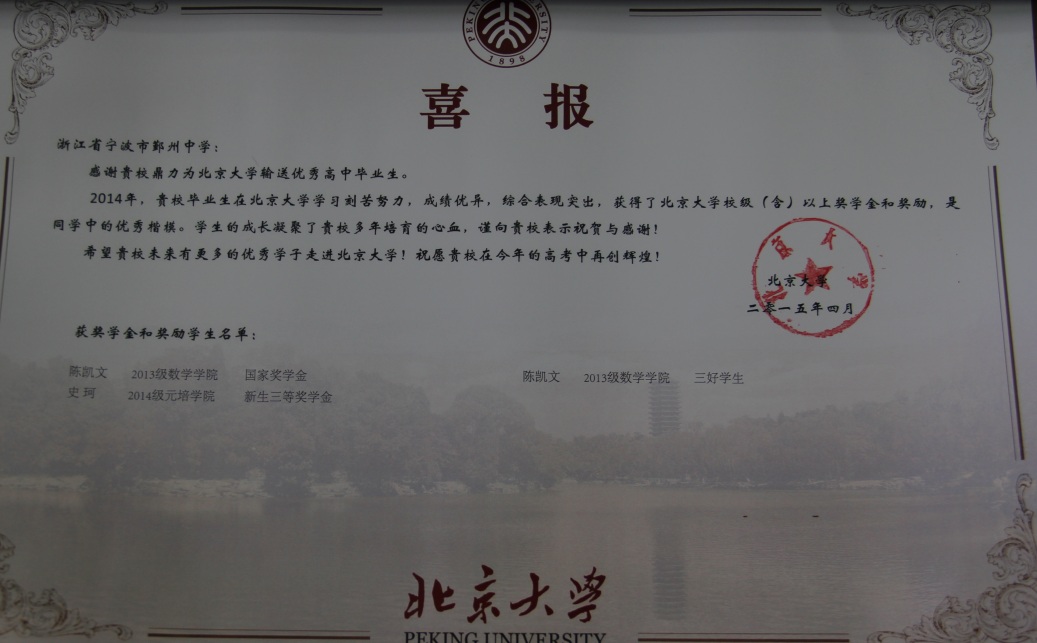 PEKING UNIVERSITY
1898
喜 报
浙江省宁波市鄞州中学：
感谢贵校鼎力为北京大学输送优秀高中毕业生。
2014年，贵校毕业生在北京大学学习刻苦努力，成绩优异，综合表现突出，获得了北京大学校级（含）以上奖学金和奖励，是
同学中的优秀楷模。学生的成长凝聚了贵校多年培育的心血，谨向贵校表示祝贺与感谢！
希望贵校未来有更多的优秀学子走进北京大学！祝愿贵校在今年的高考中再创辉煌！
北京大学
北京大学
二零一五年四月
获奖学金和奖励学生名单：
陈凯文 2013级数学学院 国家奖学金 陈凯文 2013级数学学院 三好学生
史 珂 2014级元培学院 新生三等奖学金
北京大学
PEKING UNIVERSITY